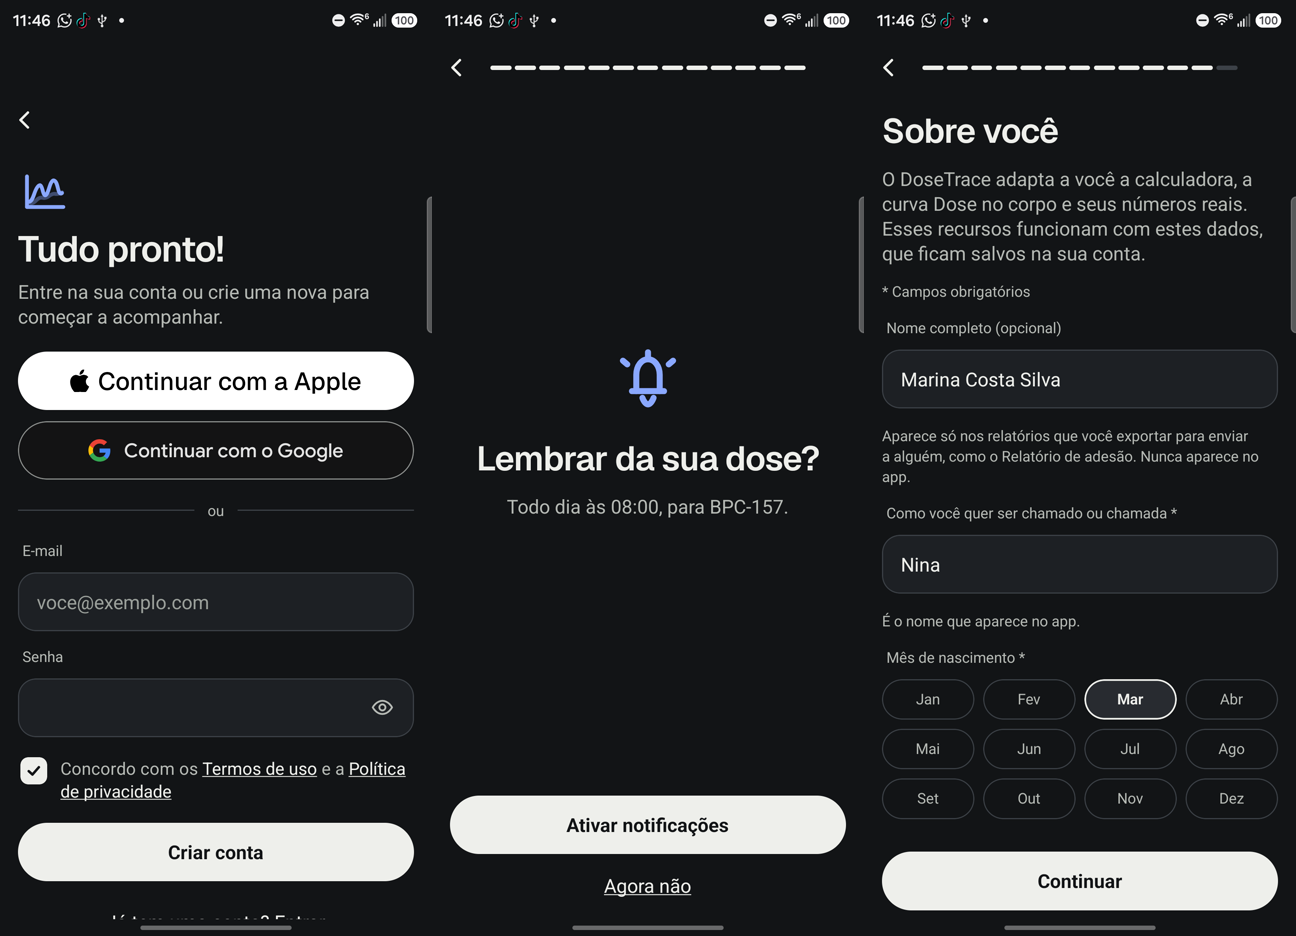 11:46
100
Tudo pronto!
Entre na sua conta ou crie uma nova para
começar a acompanhar.
Continuar com a Apple
Continuar com o Google
ou
E-mail
voce@exemplo.com
Senha
Concordo com os Termos de uso e a Política
de privacidade
Criar conta
Já tem uma conta? Entrar
11:46
100
Lembrar da sua dose?
Todo dia às 08:00, para BPC-157.
Ativar notificações
Agora não
11:46
100
Sobre você
O DoseTrace adapta a você a calculadora, a
curva Dose no corpo e seus números reais.
Esses recursos funcionam com estes dados,
que ficam salvos na sua conta.
* Campos obrigatórios
Nome completo (opcional)
Marina Costa Silva
Aparece só nos relatórios que você exportar para enviar
a alguém, como o Relatório de adesão. Nunca aparece no
app.
Como você quer ser chamado ou chamada *
Nina
É o nome que aparece no app.
Mês de nascimento *
Jan Fev Mar Abr
Mai Jun Jul Ago
Set Out Nov Dez
Continuar